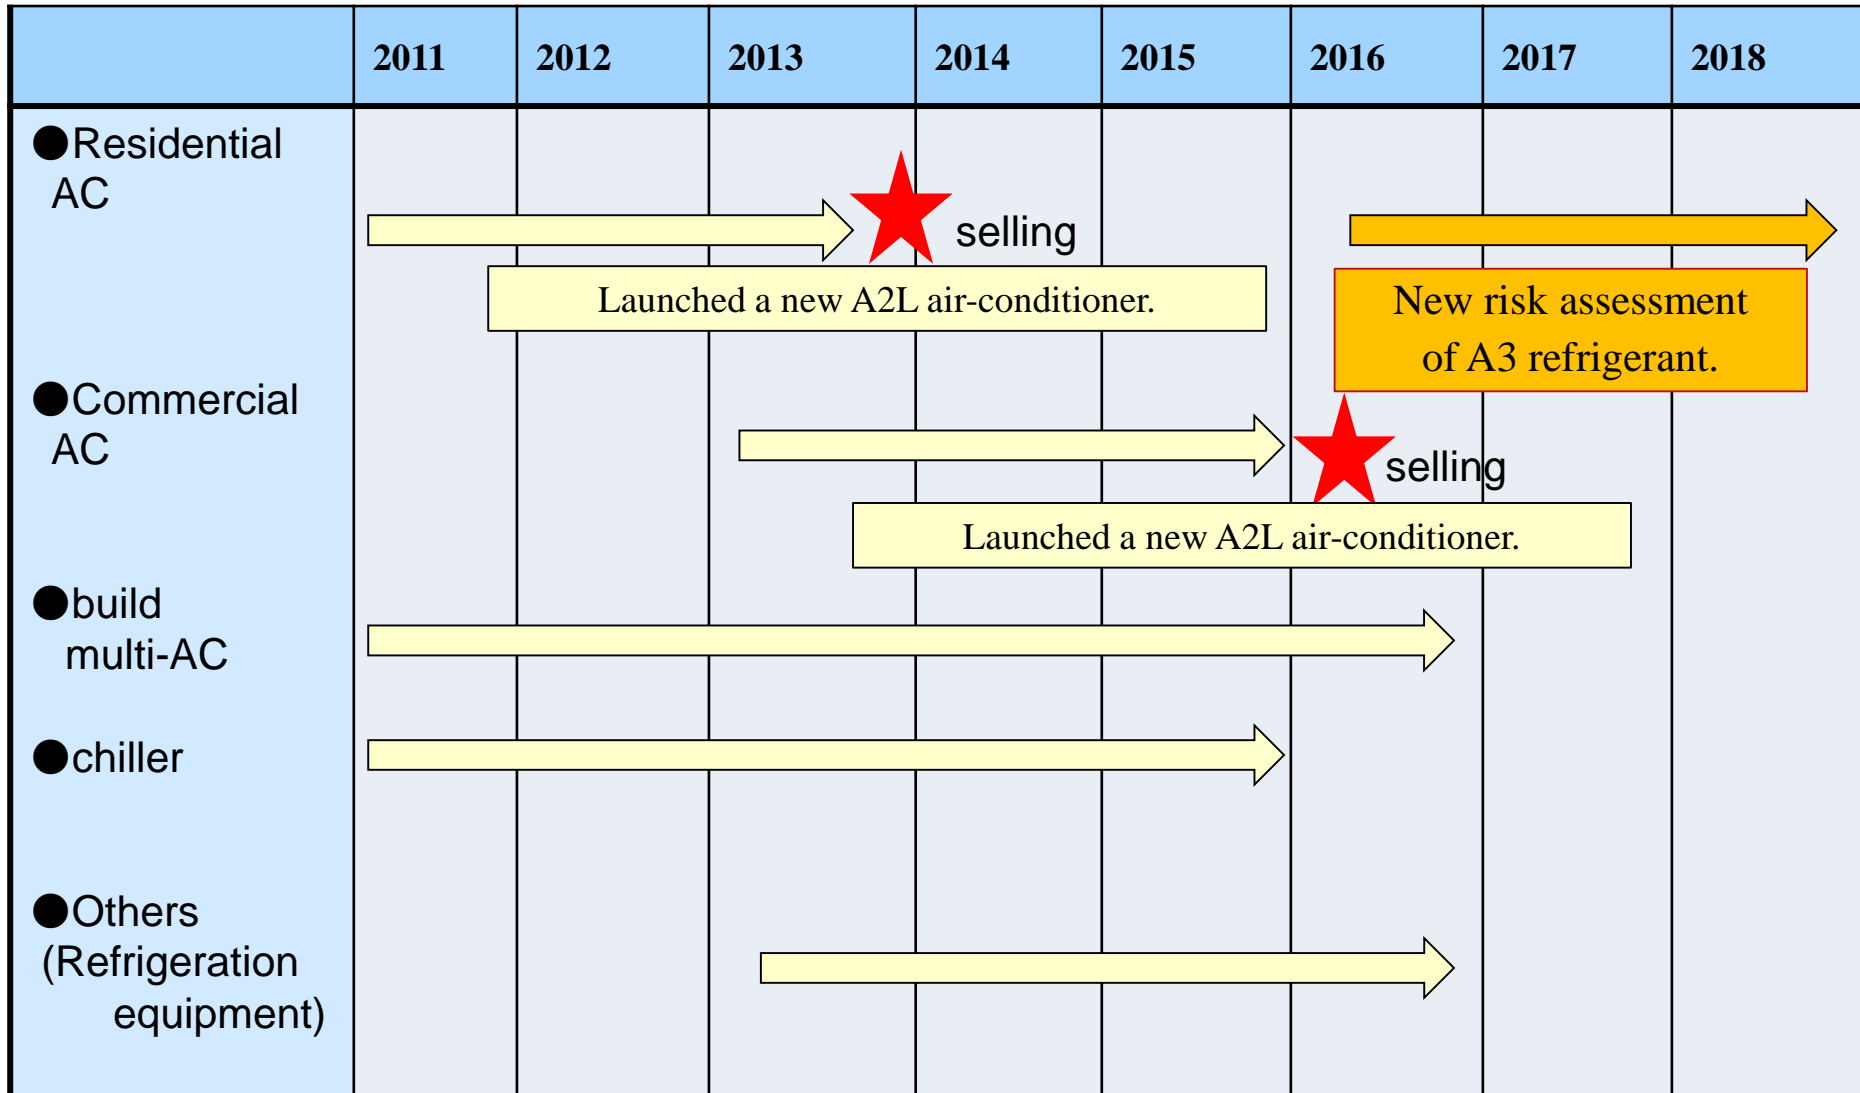 2011 2012 2013 2014 2015 2016 2017 2018
●Residential
AC
selling
Launched a new A2L air-conditioner.
New risk assessment
of A3 refrigerant.
●Commercial
AC
selling
Launched a new A2L air-conditioner.
●build
multi-AC
●chiller
●Others
(Refrigeration
equipment)